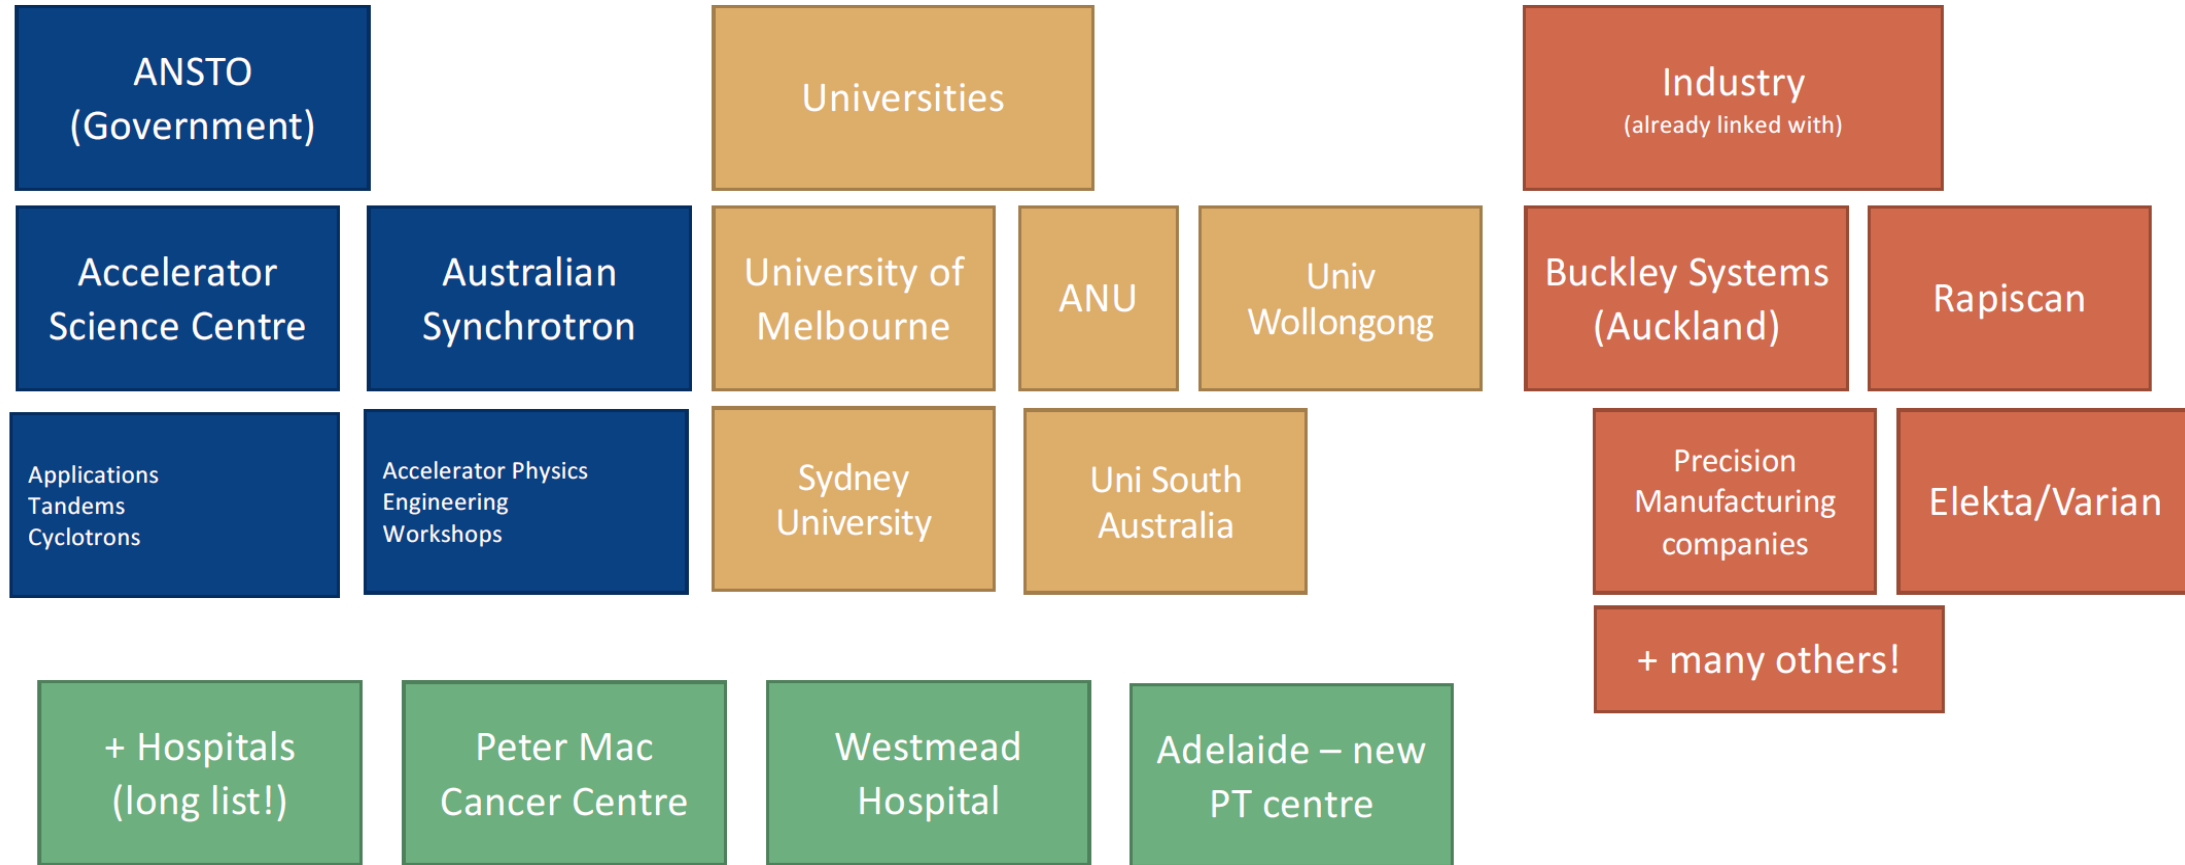 ANSTO
(Government)
Universities
Industry
(already linked with)
Accelerator
Science Centre
Australian
Synchrotron
University of
Melbourne
ANU
Univ
Wollongong
Buckley Systems
(Auckland)
Rapiscan
Applications
Tandems
Cyclotrons
Accelerator Physics
Engineering
Workshops
Sydney
University
Uni South
Australia
Precision
Manufacturing
companies
Elekta/Varian
+ many others!
+ Hospitals
(long list!)
Peter Mac
Cancer Centre
Westmead
Hospital
Adelaide – new
PT centre